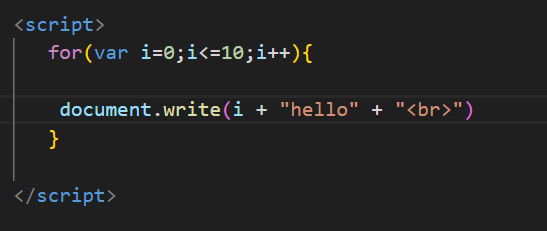 <script>
for(var i=0;i<=10;i++){
document.write(i + "hello" + "<br>")
}
</script>